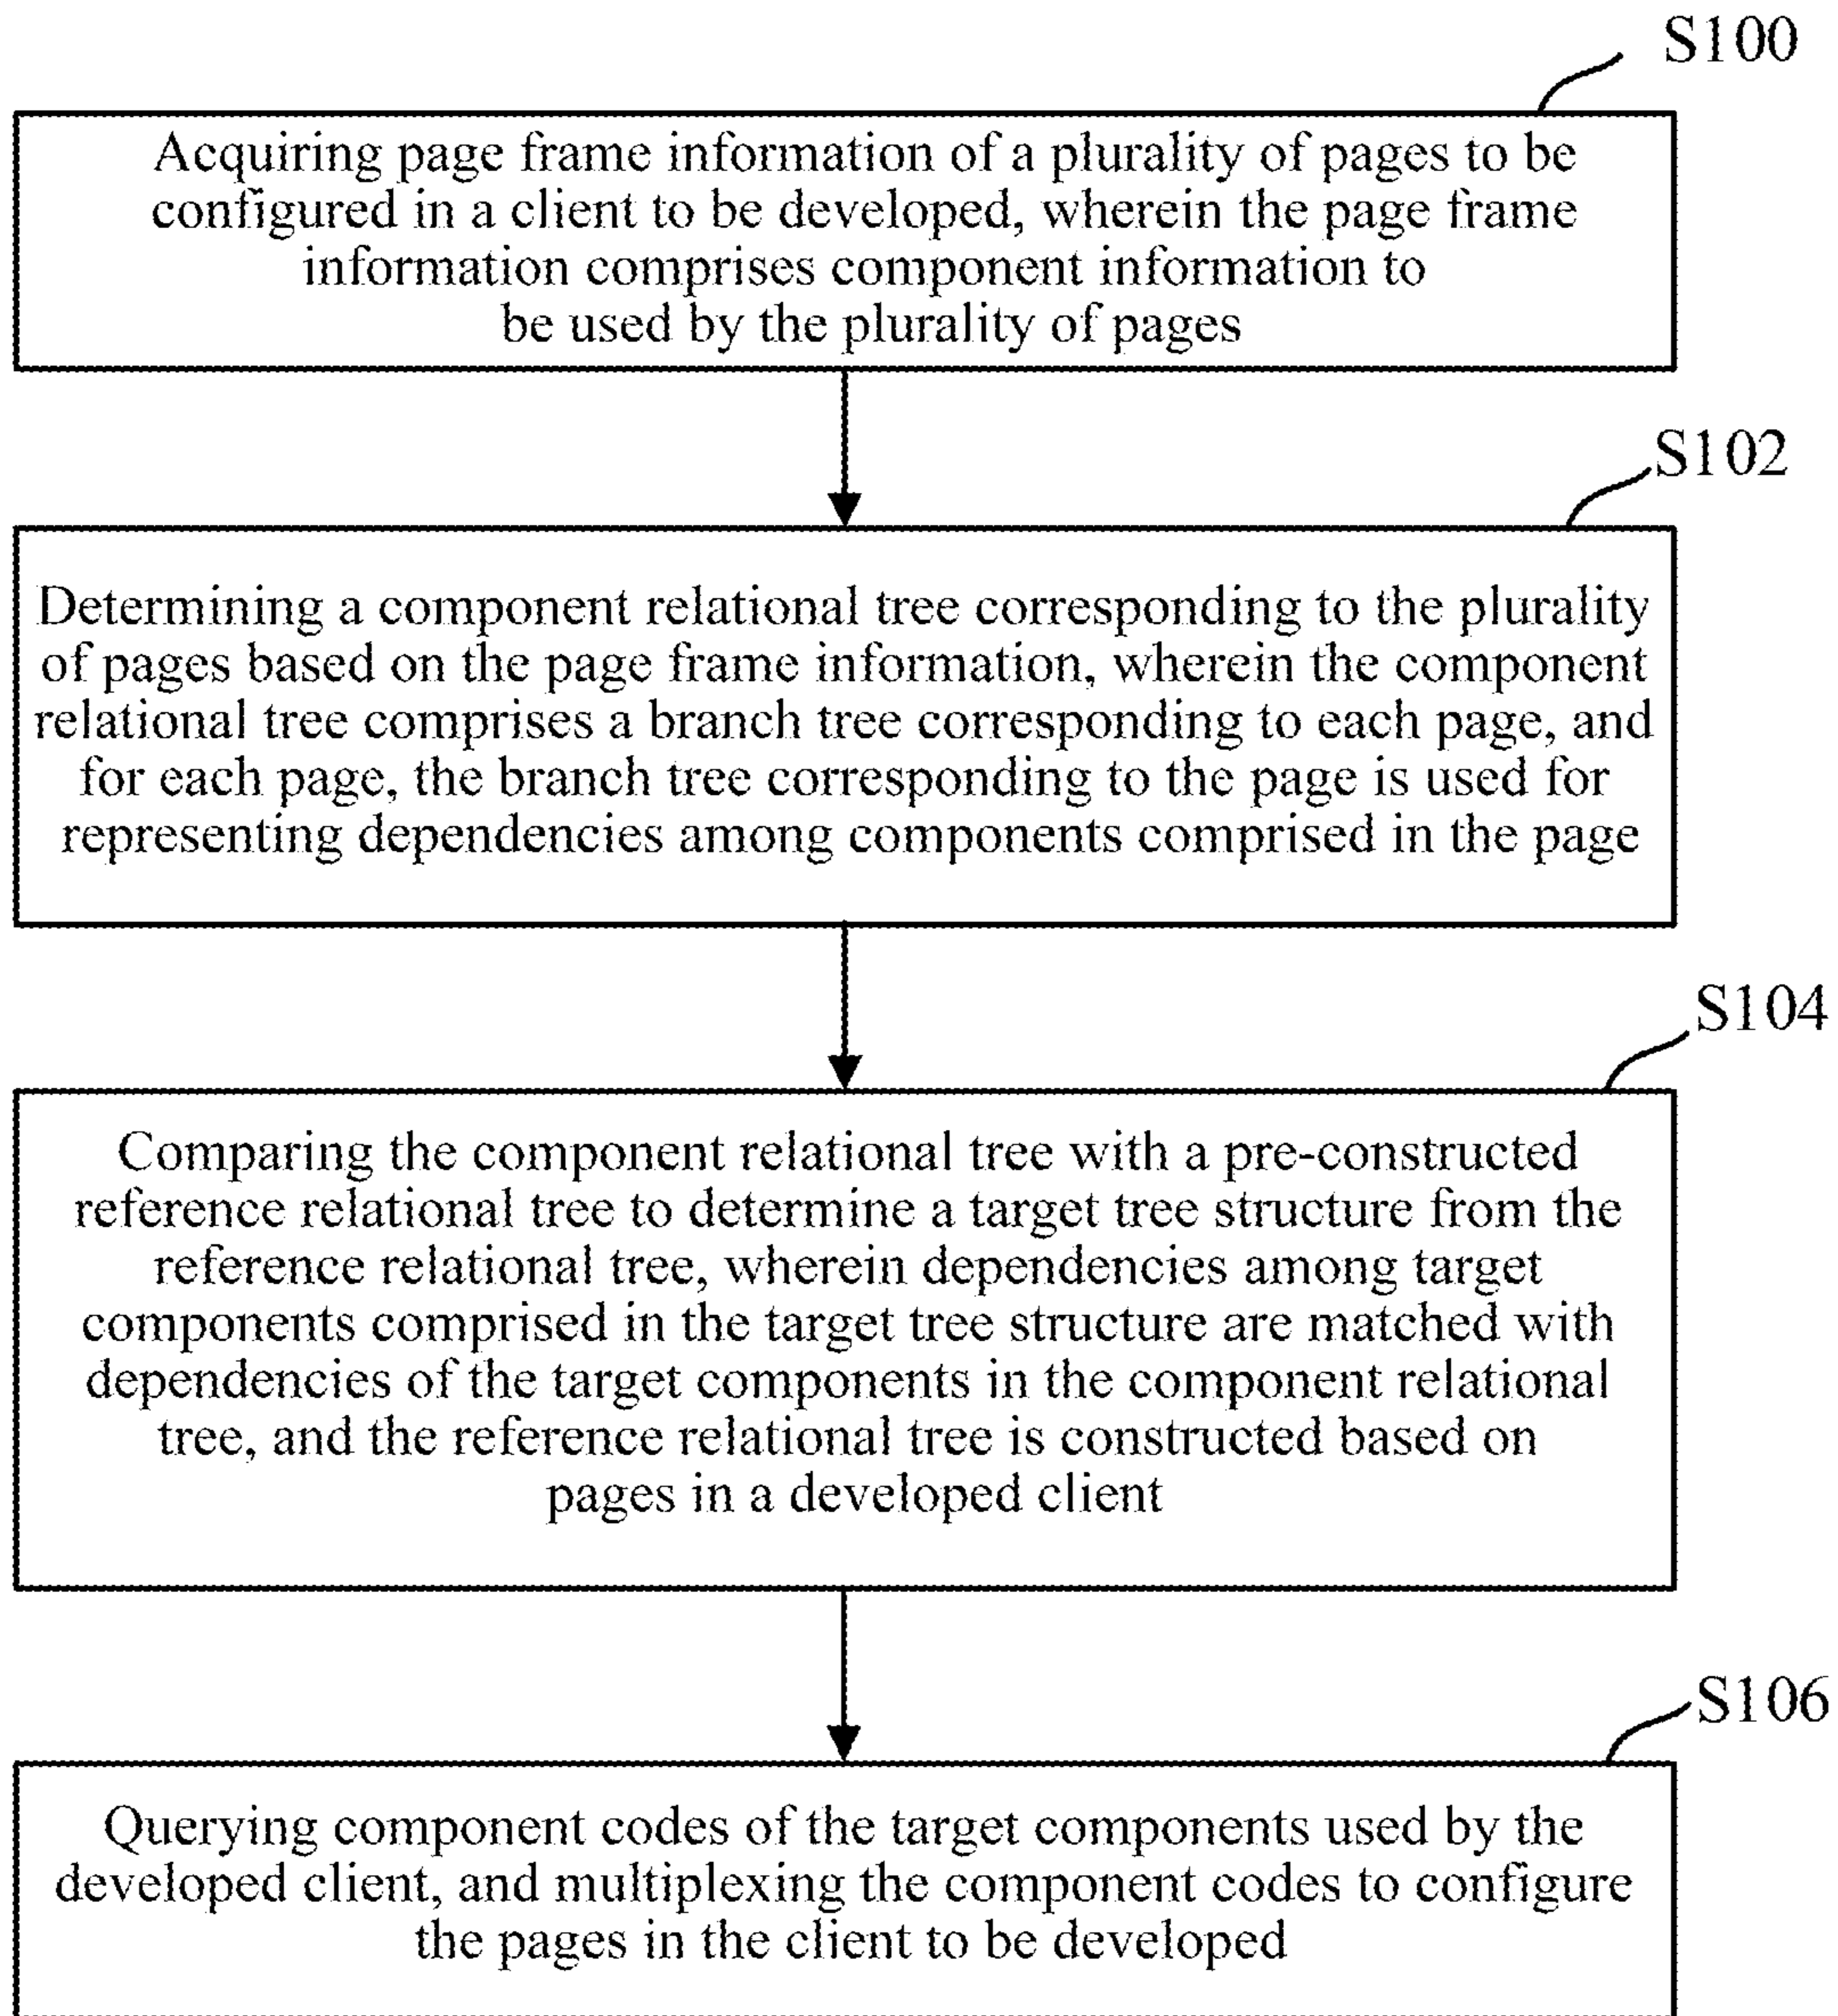 S100
Acquiring page frame information of a plurality of pages to be
configured in a client to be developed, wherein the page frame
information comprises component information to
be used by the plurality of pages
S102
Determining a component relational tree corresponding to the plurality
of pages based on the page frame information, wherein the component
relational tree comprises a branch tree corresponding to each page, and
for each page, the branch tree corresponding to the page is used for
representing dependencies among components comprised in the page
S104
Comparing the component relational tree with a pre-constructed
reference relational tree to determine a target tree structure from the
reference relational tree, wherein dependencies among target
components comprised in the target tree structure are matched with
dependencies of the target components in the component relational
tree, and the reference relational tree is constructed based on
pages in a developed client
S106
Querying component codes of the target components used by the
developed client, and multiplexing the component codes to configure
the pages in the client to be developed